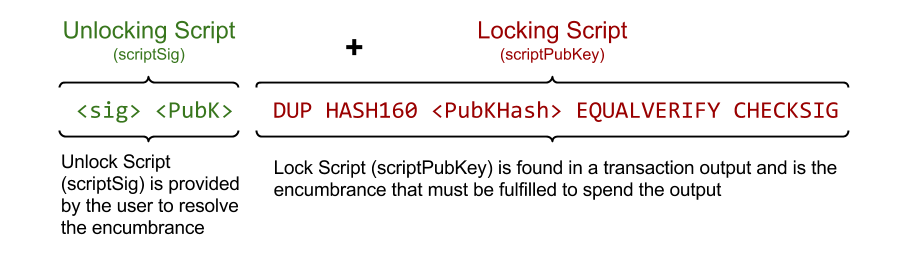 Unlocking Script
(scriptSig)
+
Locking Script
(scriptPubKey)
<sig> <PubK>
DUP HASH160 <PubKHash> EQUALVERIFY CHECKSIG
Unlock Script
(scriptSig) is provided
by the user to resolve
the encumbrance
Lock Script (scriptPubKey) is found in a transaction output and is the
encumbrance that must be fulfilled to spend the output